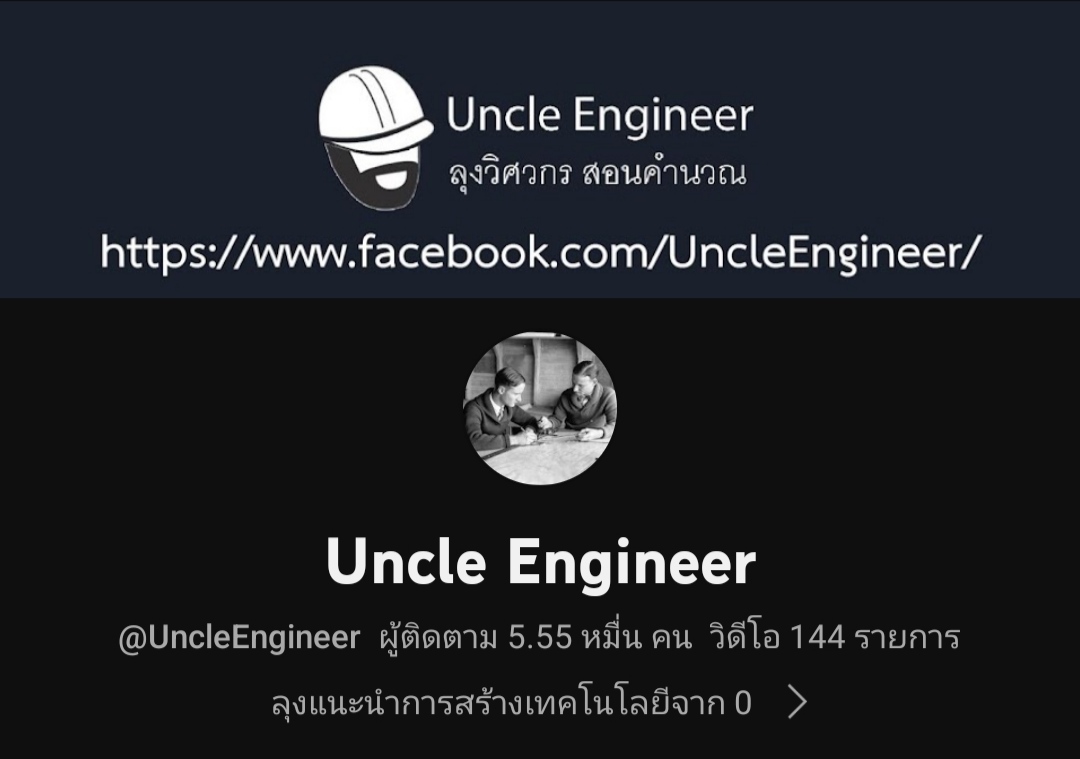 Uncle Engineer
ลุงวิศวกร สอนคำนวณ
https://www.facebook.com/UncleEngineer/
Uncle Engineer
@UncleEngineer ผู้ติดตาม 5.55 หมื่น คน วิดีโอ 144 รายการ
ลุงแนะนำการสร้างเทคโนโลยีจาก 0